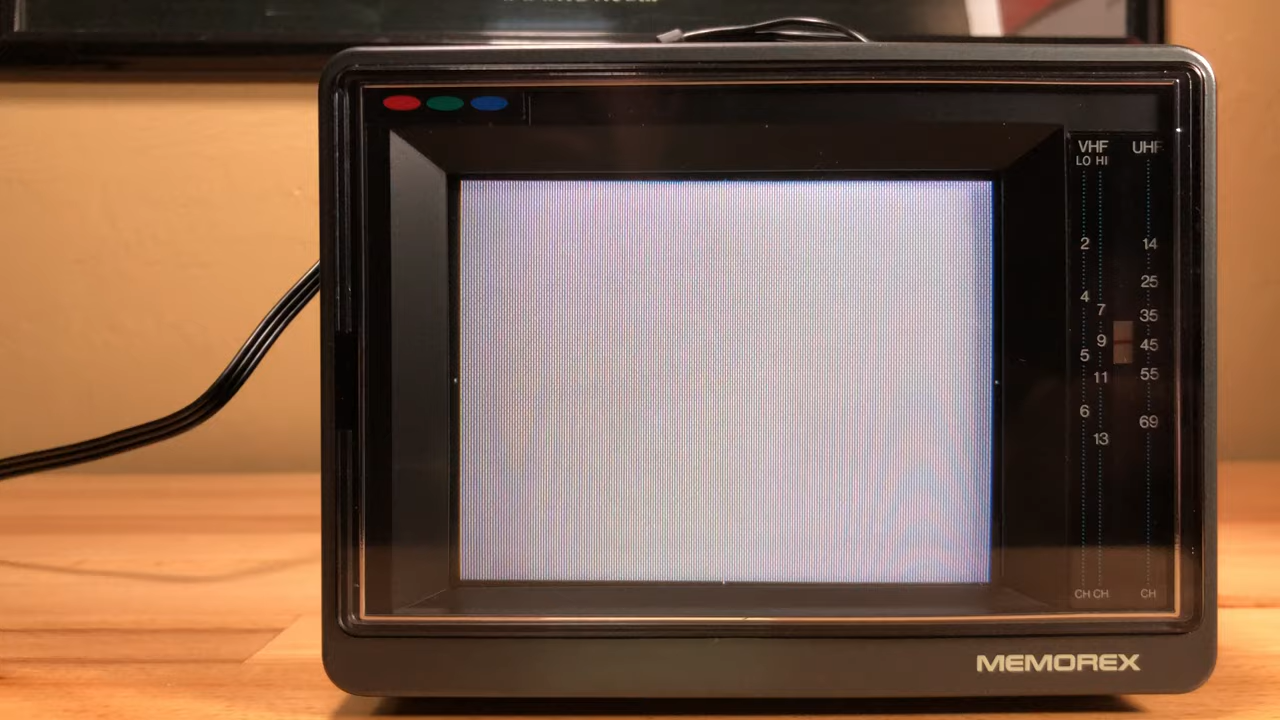 VHF UHF
LO HI
2 14
25
4 7 35
9 45
5 11 55
6 69
13
CH CH CH
MEMOREX